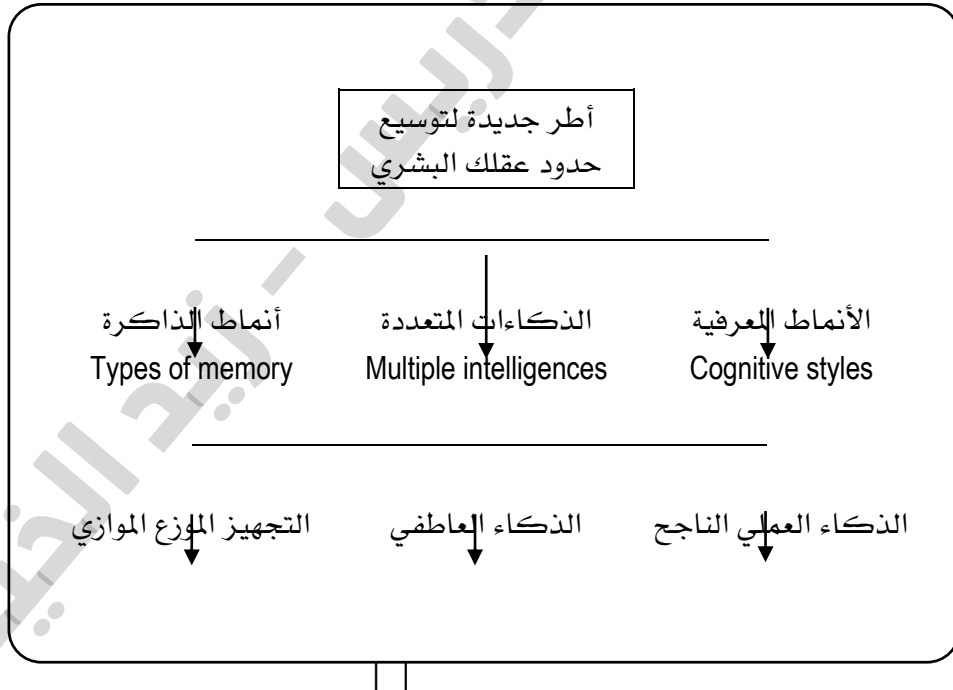 أطر جديدة لتوسيع
حدود عقلك البشري
الأنماط المعرفية
الذكاءات المتعددة
أنماط الذاكرة
Cognitive styles
Multiple intelligences
Types of memory
الذكاء العملي الناجح
الذكاء العاطفي
التجهيز الموزع الموازي